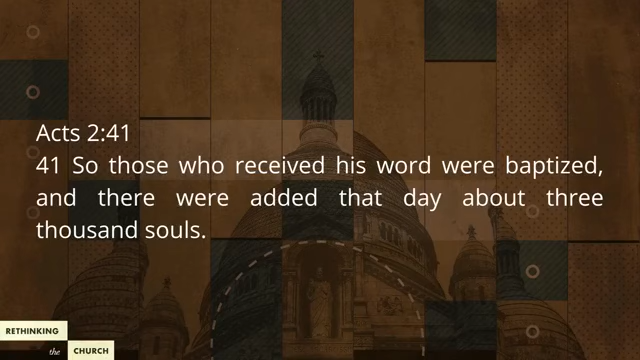 Acts 2:41
41 So those who received his word were baptized,
and there were added that day about three
thousand souls.
RETHINKING
the CHURCH